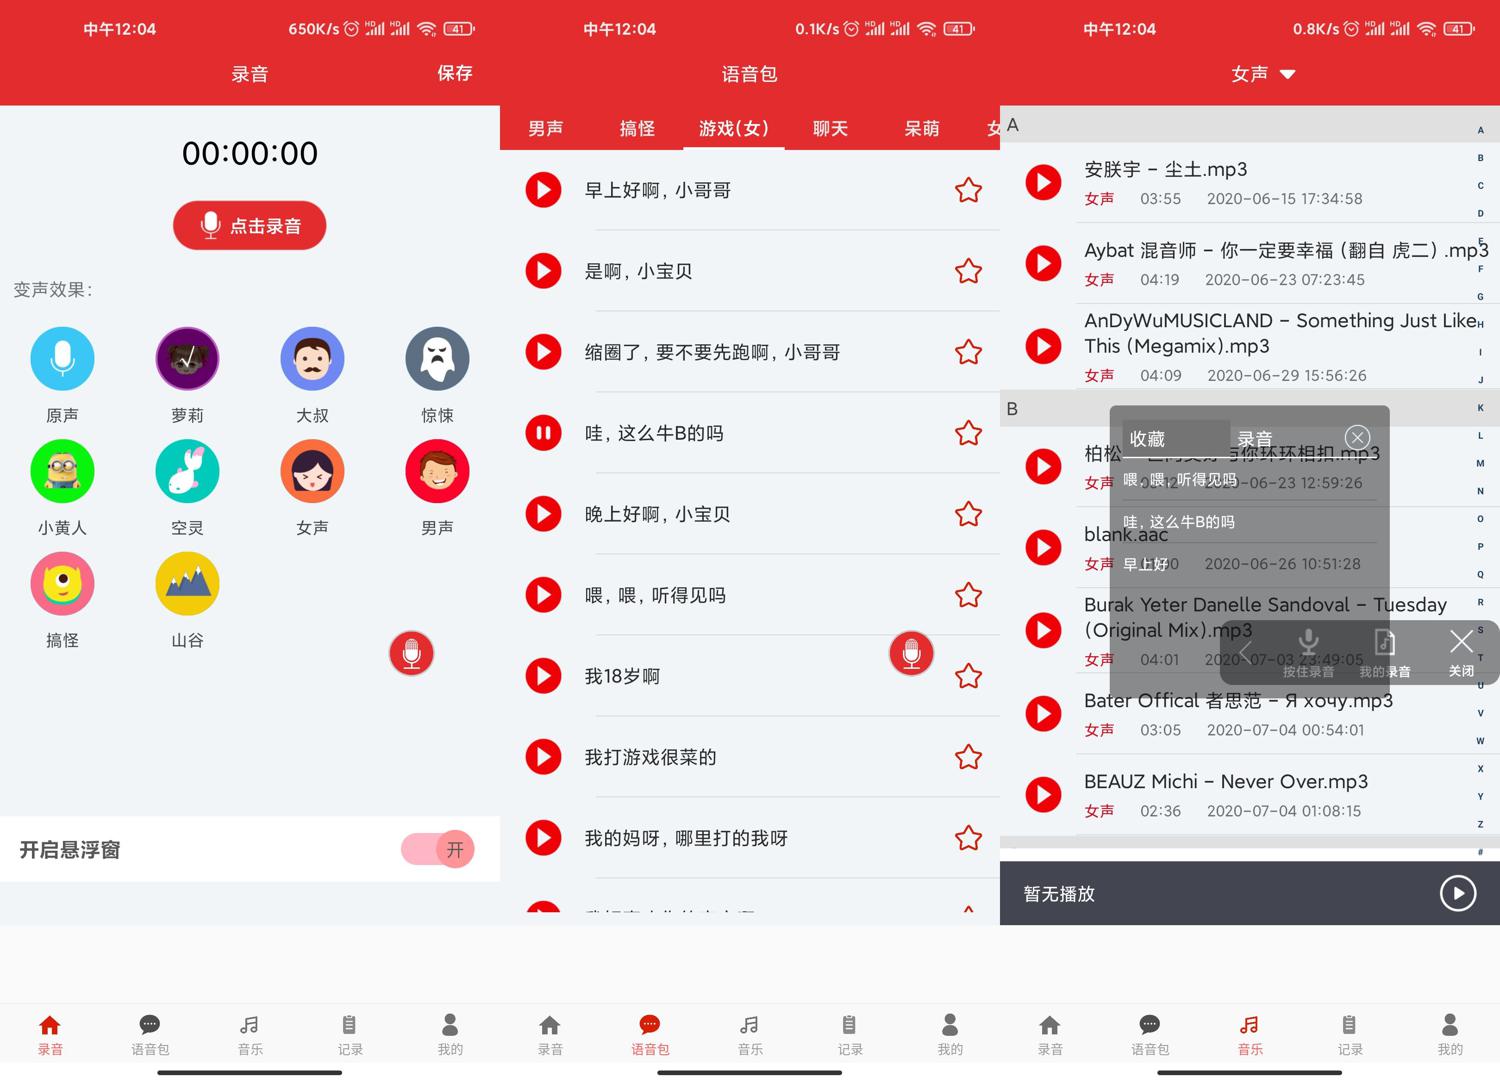 中午12:04 650K/s HD HD 41
录音 保存
00:00:00
点击录音
变声效果:
原声 萝莉 大叔 惊悚
小黄人 空灵 女声 男声
搞怪 山谷
开启悬浮窗 开
录音 语音包 音乐 记录 我的
中午12:04 0.1K/s HD HD 41
语音包
男声 搞怪 游戏(女) 聊天 呆萌
早上好啊, 小哥哥
是啊, 小宝贝
缩圈了, 要不要先跑啊, 小哥哥
哇, 这么牛B的吗
晚上好啊, 小宝贝
喂, 喂, 听得见吗
我18岁啊
我打游戏很菜的
我的妈呀, 哪里打的我呀
录音 语音包 音乐 记录 我的
中午12:04 0.8K/s HD HD 41
女声
A
安朕宇 - 尘土.mp3
女声 03:55 2020-06-15 17:34:58
Aybat 混音师 - 你一定要幸福 (翻自 虎二) .mp3
女声 04:19 2020-06-23 07:23:45
AnDyWuMUSICLAND - Something Just Like
This (Megamix).mp3
女声 04:09 2020-06-29 15:56:26
B
柏松 与你环环相扣.mp3
女声 2020-06-23 12:59:26
blank.aac
女声 2020-06-26 10:51:28
Burak Yeter Danelle Sandoval - Tuesday
(Original Mix).mp3
女声 04:01 2020-07-03 23:49:05
Bater Offical 者思范 - Я хочу.mp3
女声 03:05 2020-07-04 00:54:01
BEAUZ Michi - Never Over.mp3
女声 02:36 2020-07-04 01:08:15
收藏 录音
喂, 喂, 听得见吗
哇, 这么牛B的吗
早上好
按住录音 我的录音 关闭
A
B
C
D
E
F
G
H
I
J
K
L
M
N
O
P
Q
R
S
T
U
V
W
X
Y
Z
#
暂无播放
录音 语音包 音乐 记录 我的